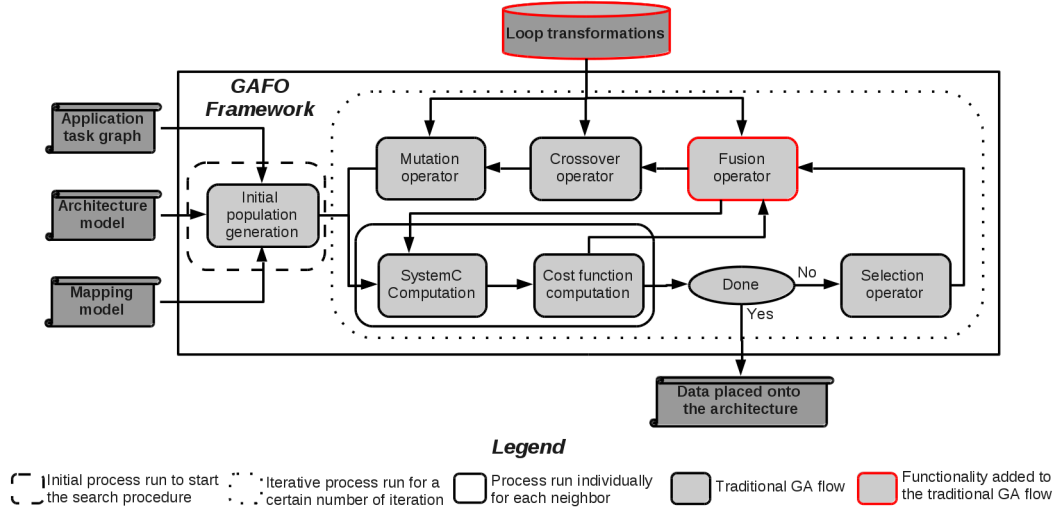 Loop transformations
GAFO
Framework
Application
task graph
Mutation
operator
Crossover
operator
Fusion
operator
Architecture
model
Initial
population
generation
SystemC
Computation
Cost function
computation
Done
No
Selection
operator
Mapping
model
Yes
Data placed onto
the architecture
Legend
Initial process run to start
the search procedure
Iterative process run for a
certain number of iteration
Process run individually
for each neighbor
Traditional GA flow
Functionality added to
the traditional GA flow